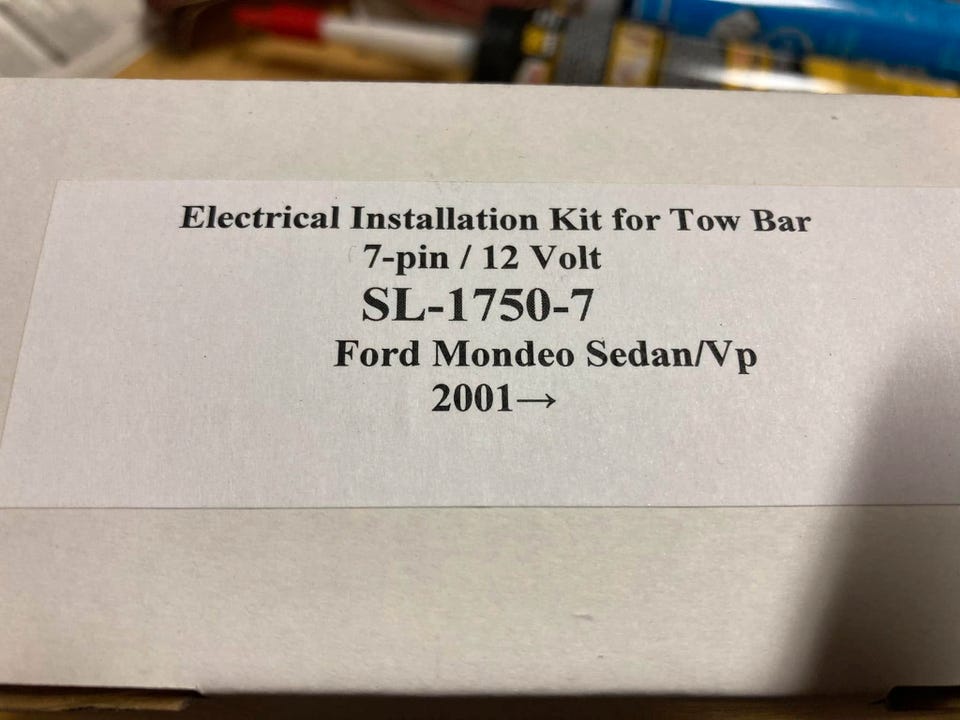 Electrical Installation Kit for Tow Bar
7-pin / 12 Volt
SL-1750-7
Ford Mondeo Sedan/Vp
2001→